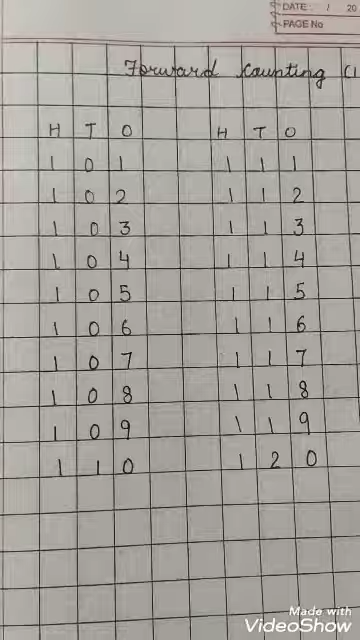 DATE / 20
PAGE No
Forward Counting (1
H T O H T O
1 0 1 1 1 1
1 0 2 1 1 2
1 0 3 1 1 3
1 0 4 1 1 4
1 0 5 1 1 5
1 0 6 1 1 6
1 0 7 1 1 7
1 0 8 1 1 8
1 0 9 1 1 9
1 1 0 1 2 0
Made with
VideoShow